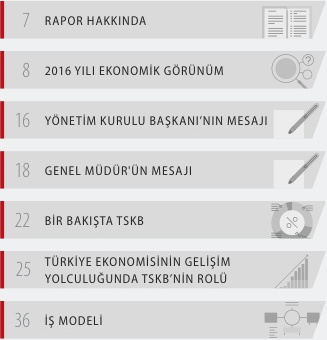 7 RAPOR HAKKINDA
8 2016 YILI EKONOMİK GÖRÜNÜM
16 YÖNETİM KURULU BAŞKANI’NIN MESAJI
18 GENEL MÜDÜR'ÜN MESAJI
22 BİR BAKIŞTA TSKB
25 TÜRKİYE EKONOMİSİNİN GELİŞİM
YOLCULUĞUNDA TSKB’NİN ROLÜ
36 İŞ MODELİ